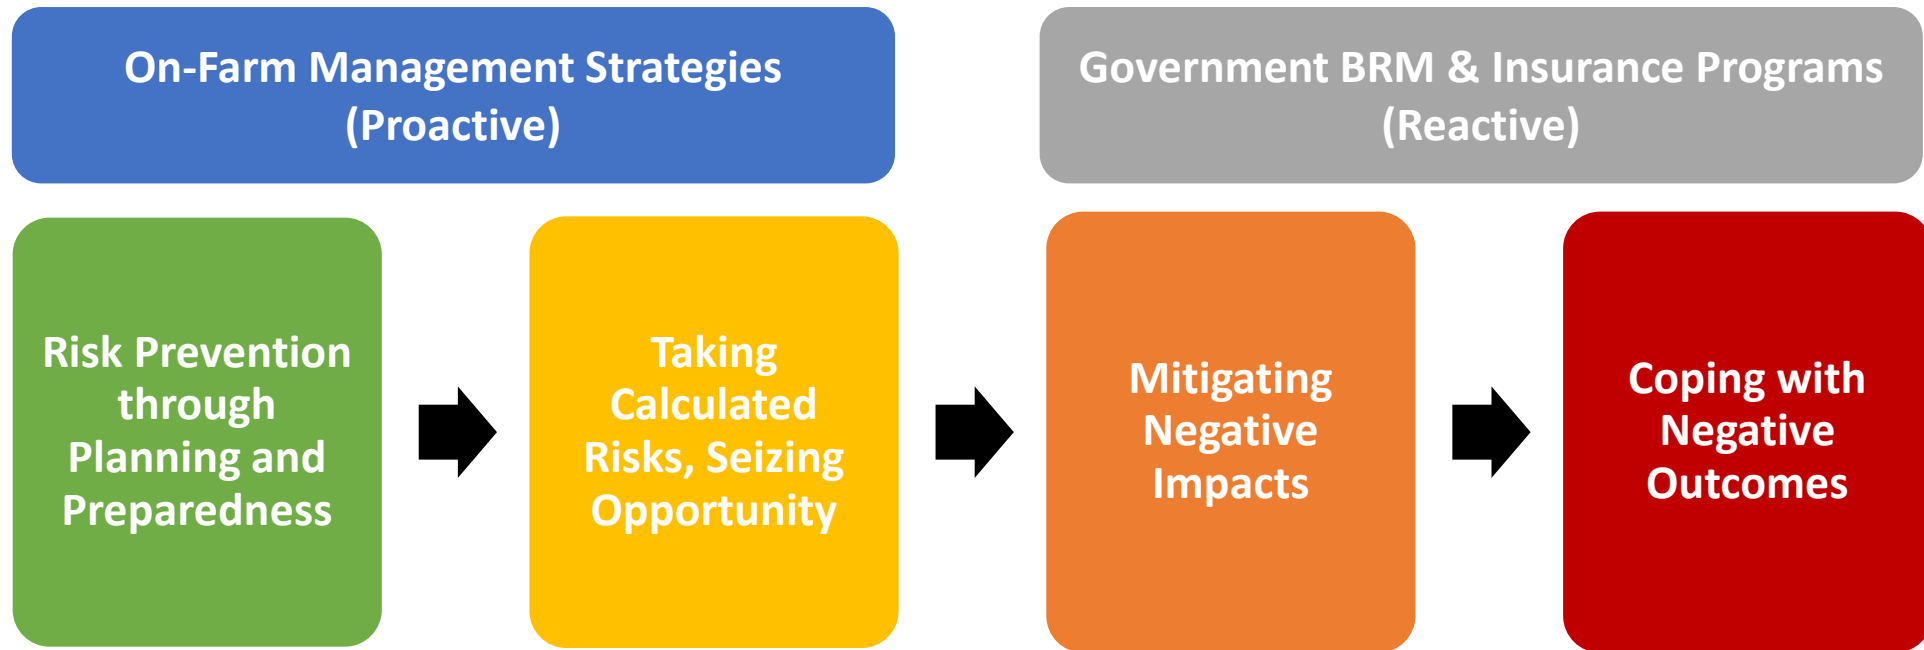 On-Farm Management Strategies
(Proactive)
Government BRM & Insurance Programs
(Reactive)
Risk Prevention
through
Planning and
Preparedness
Taking
Calculated
Risks, Seizing
Opportunity
Mitigating
Negative
Impacts
Coping with
Negative
Outcomes